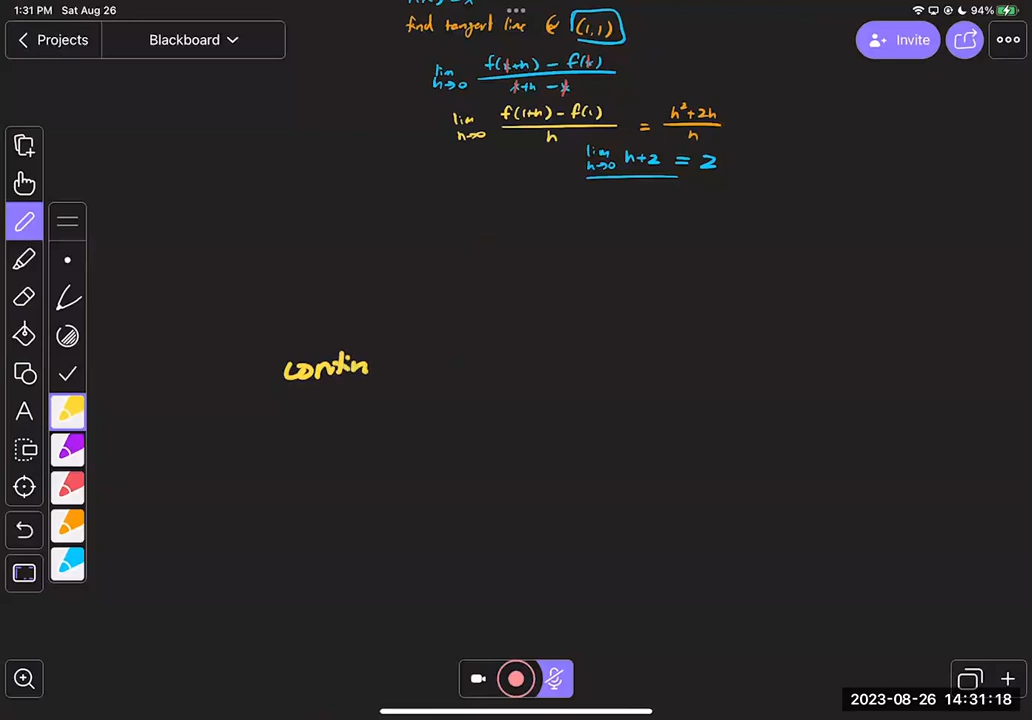 1:31 PM Sat Aug 26
94%
Projects
Blackboard
Invite
find tangent line @ (1,1)
lim h→0 f(x+h) - f(x) / x+h - x
lim h→0 f(1+h) - f(1) / h = h²+2h / h
lim h→0 h+2 = 2
contin
A
2023-08-26 14:31:18